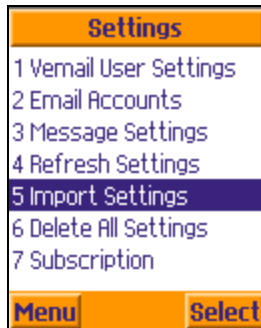 Settings
1 Vemail User Settings
2 Email Accounts
3 Message Settings
4 Refresh Settings
5 Import Settings
6 Delete All Settings
7 Subscription
Menu Select